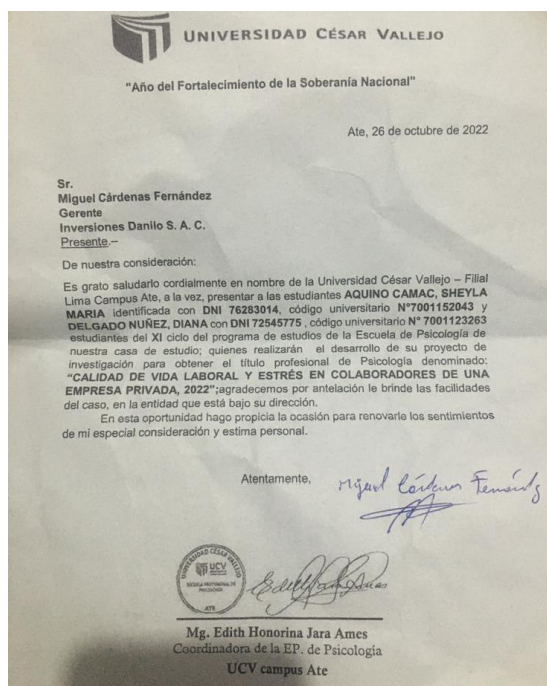 UNIVERSIDAD CÉSAR VALLEJO
"Año del Fortalecimiento de la Soberanía Nacional"
Ate, 26 de octubre de 2022
Sr.
Miguel Cárdenas Fernández
Gerente
Inversiones Danilo S. A. C.
Presente.–
De nuestra consideración:
Es grato saludarlo cordialmente en nombre de la Universidad César Vallejo – Filial
Lima Campus Ate, a la vez, presentar a las estudiantes AQUINO CAMAC, SHEYLA
MARIA identificada con DNI 76283014, código universitario N°7001152043 y
DELGADO NUÑEZ, DIANA con DNI 72545775 , código universitario N° 7001123263
estudiantes del XI ciclo del programa de estudios de la Escuela de Psicología de
nuestra casa de estudio; quienes realizarán el desarrollo de su proyecto de
investigación para obtener el título profesional de Psicología denominado:
"CALIDAD DE VIDA LABORAL Y ESTRÉS EN COLABORADORES DE UNA
EMPRESA PRIVADA, 2022";agradecemos por antelación le brinde las facilidades
del caso, en la entidad que está bajo su dirección.
En esta oportunidad hago propicia la ocasión para renovarle los sentimientos
de mi especial consideración y estima personal.
Atentamente,
Miguel Cárdenas Fernández
UNIVERSIDAD CÉSAR VALLEJO
UCV
ESCUELA PROFESIONAL DE
PSICOLOGÍA
ATE
Mg. Edith Honorina Jara Ames
Coordinadora de la EP. de Psicología
UCV campus Ate